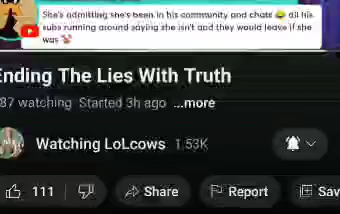 She's admitting she's been in his community and chats 😂 all his
subs running around saying she isn't and they would leave if she
was 🤡
Ending The Lies With Truth
87 watching Started 3h ago ...more
Watching LoLcows 1.53K
111 Share Report Sav